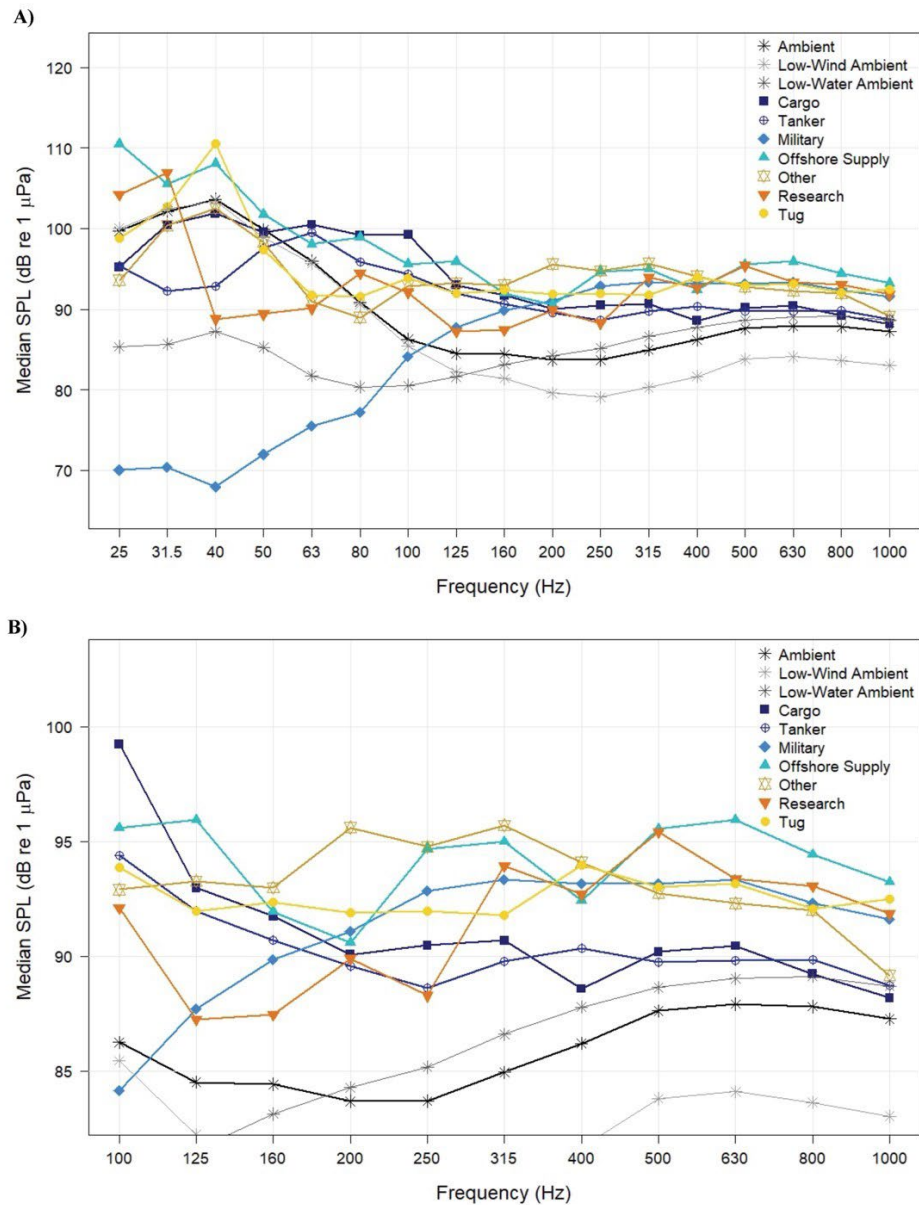 A)
Median SPL (dB re 1 μPa)
120
110
100
90
80
70
Ambient
Low-Wind Ambient
Low-Water Ambient
Cargo
Tanker
Military
Offshore Supply
Other
Research
Tug
25 31.5 40 50 63 80 100 125 160 200 250 315 400 500 630 800 1000
Frequency (Hz)
B)
Median SPL (dB re 1 μPa)
100
95
90
85
Ambient
Low-Wind Ambient
Low-Water Ambient
Cargo
Tanker
Military
Offshore Supply
Other
Research
Tug
100 125 160 200 250 315 400 500 630 800 1000
Frequency (Hz)